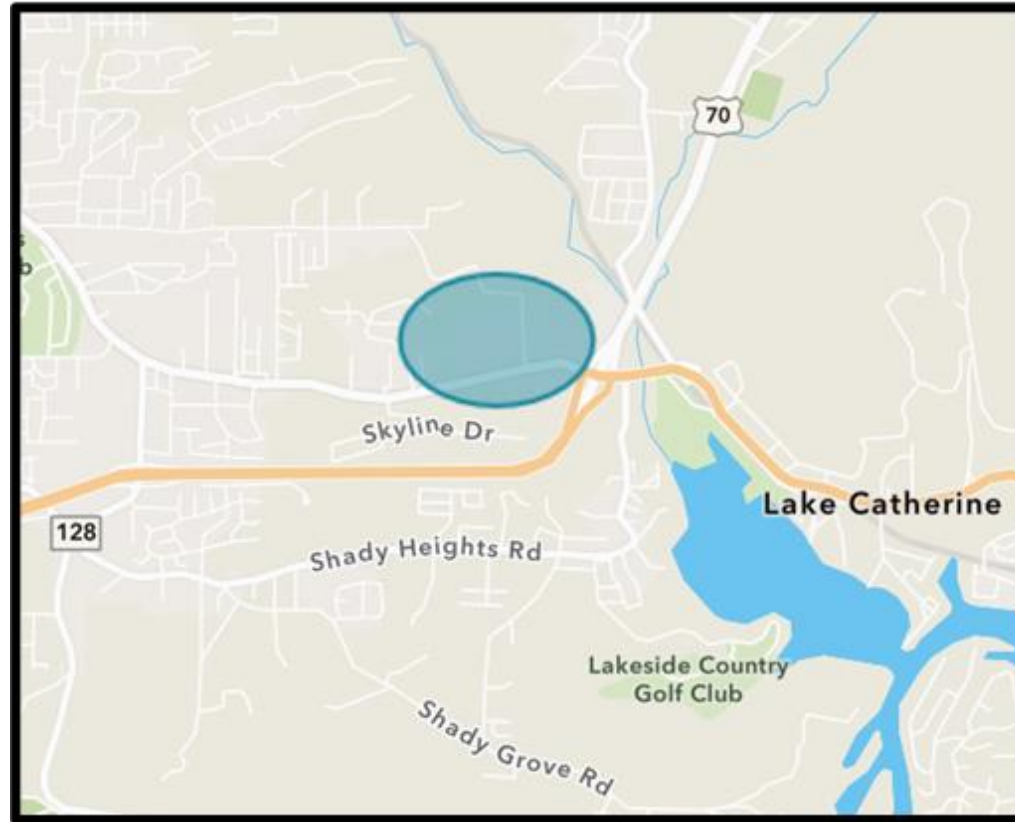 70
s
b
Skyline Dr
Lake Catherine
128
Shady Heights Rd
Lakeside Country
Golf Club
Shady Grove Rd